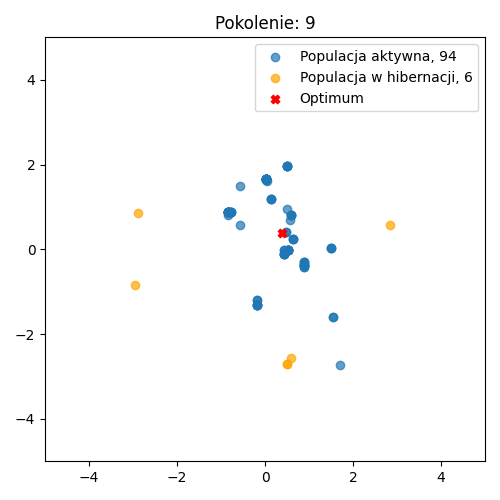 Pokolenie: 9
Populacja aktywna, 94
Populacja w hibernacji, 6
Optimum
4
2
0
−2
−4
−4 −2 0 2 4